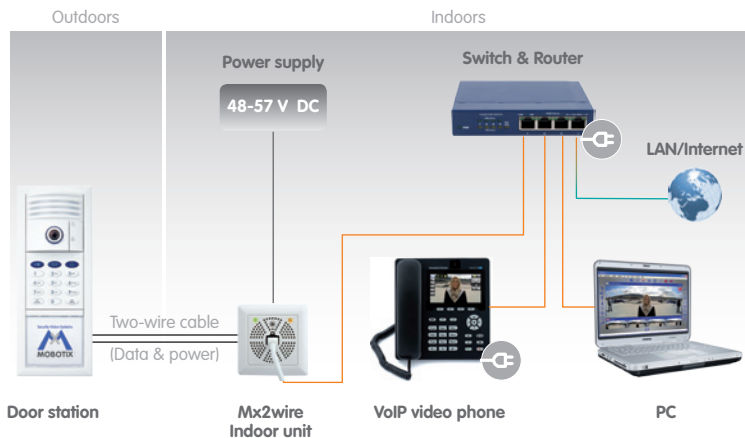 Outdoors
Indoors
Power supply
48-57 V DC
Switch & Router
LAN/Internet
Two-wire cable
(Data & power)
MOBOTIX
Door station
Mx2wire
Indoor unit
VoIP video phone
PC